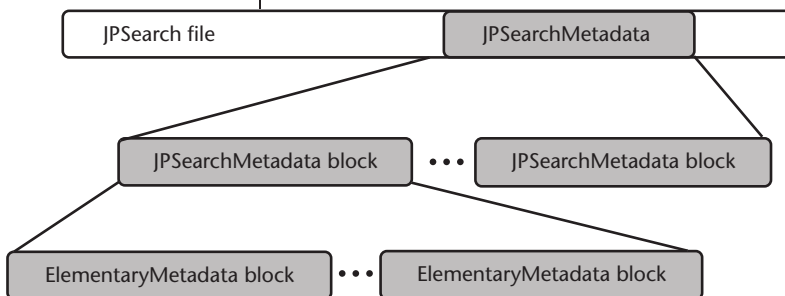 JPSearch file JPSearchMetadata
JPSearchMetadata block ••• JPSearchMetadata block
ElementaryMetadata block ••• ElementaryMetadata block